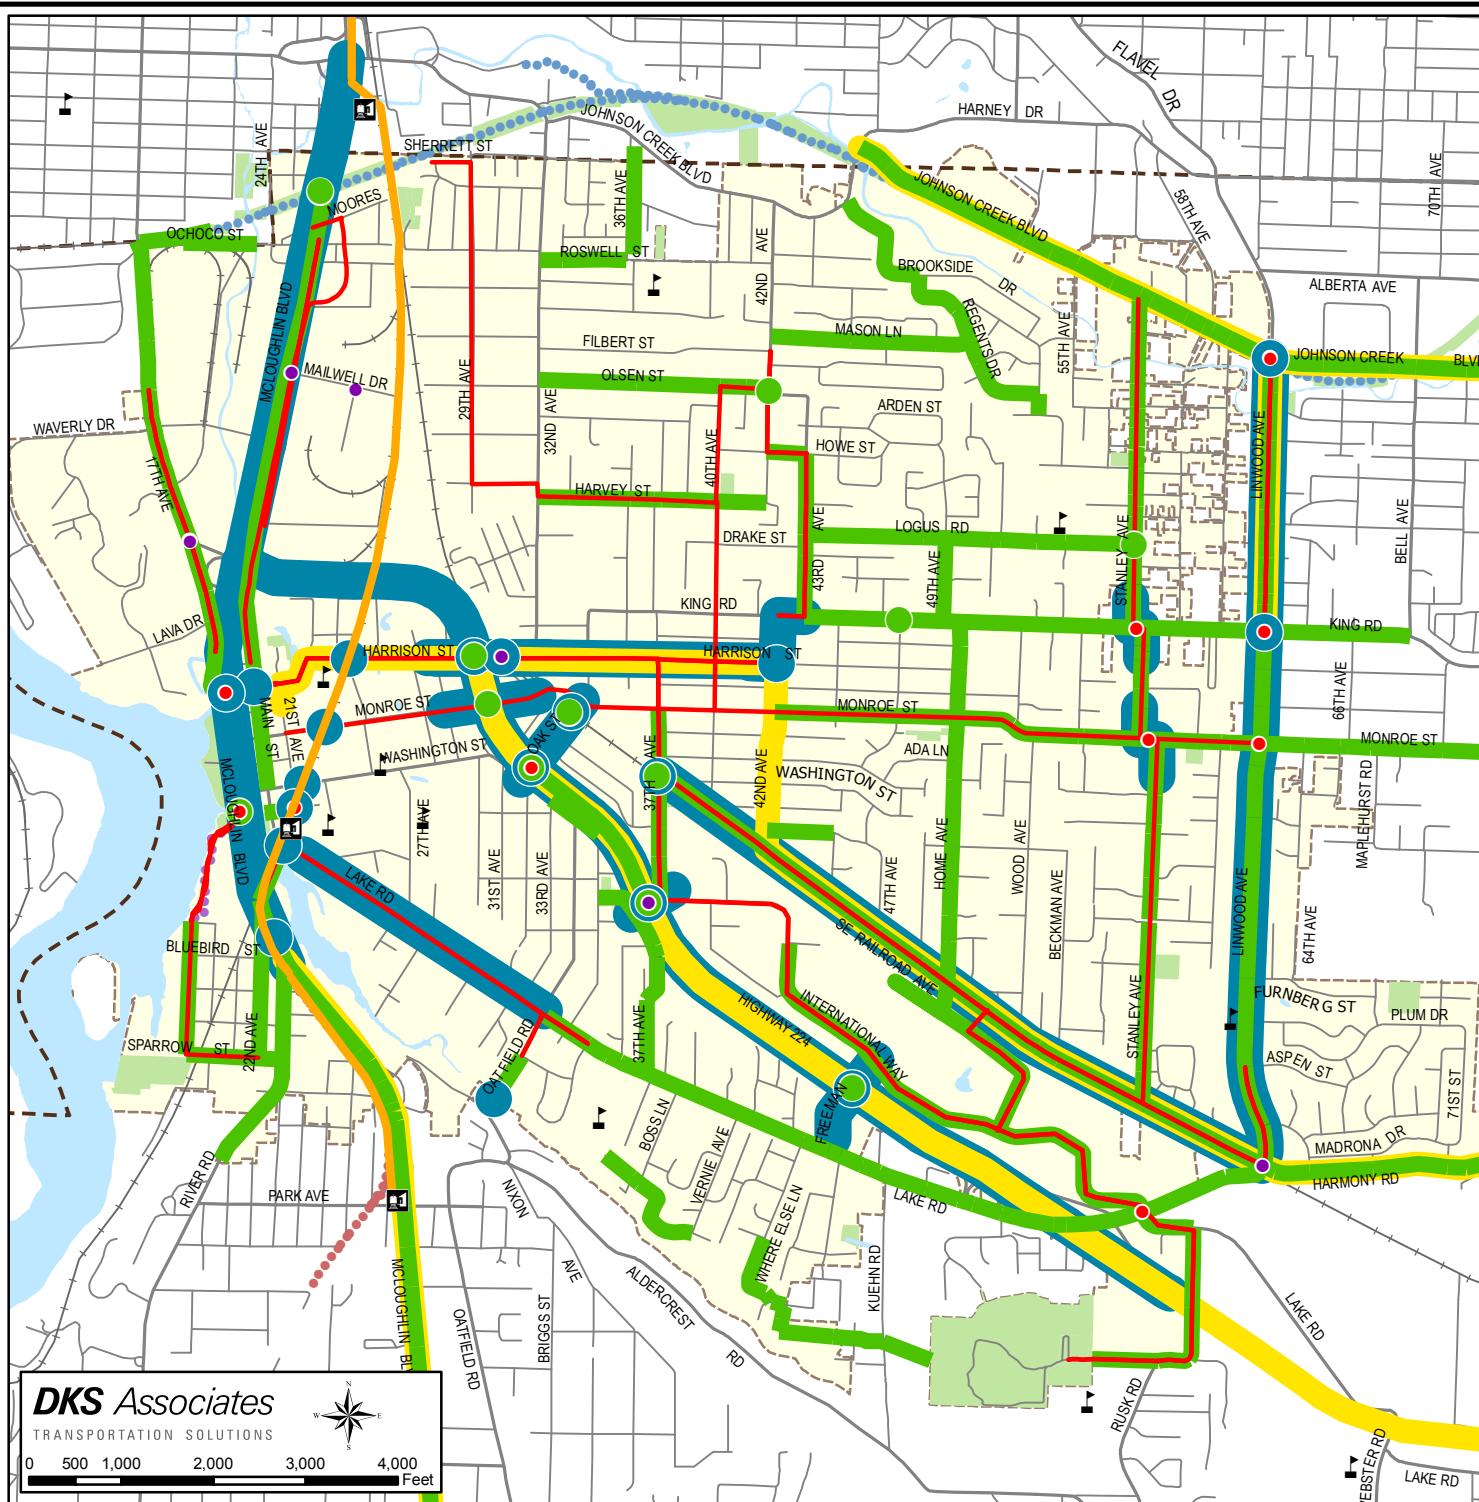 FLAVEL
DR
HARNEY DR
24TH AVE
SHERRETT ST
JOHNSON CREEK BLVD
36TH AVE
MOORES
OCHOCO ST
ROSWELL ST
42ND AVE
JOHNSON CREEK BLVD
58TH AVE
70TH AVE
BROOKSIDE
DR
REGENTS DR
ALBERTA AVE
MCLOUGHLIN BLVD
FILBERT ST
MASON LN
55TH AVE
JOHNSON CREEK
MAILWELL DR
29TH AVE
OLSEN ST
32ND AVE
ARDEN ST
WAVERLY DR
40TH AVE
HOWE ST
LINWOOD AVE
17TH AVE
HARVEY ST
DRAKE ST
43RD AVE
LOGUS RD
STANLEY AVE
BELL AVE
49TH AVE
LAVA DR
KING RD
KING RD
HARRISON ST
HARRISON ST
66TH AVE
21ST AVE
MAIN ST
MONROE ST
MONROE ST
MONROE ST
WASHINGTON ST
OAK ST
37TH AVE
42ND AVE
ADA LN
WASHINGTON ST
MCLOUGHLIN BLVD
27TH AVE
HOME AVE
WOOD AVE
MAPLEHURST RD
LAKE RD
31ST AVE
33RD AVE
47TH AVE
BECKMAN AVE
LINWOOD AVE
64TH AVE
BLUEBIRD ST
SE RAILROAD AVE
HIGHWAY 224
INTERNATIONAL WAY
FURNBERG ST
PLUM DR
SPARROW ST
22ND AVE
OATFIELD RD
37TH AVE
STANLEY AVE
ASPEN ST
71ST ST
FREEMAN
BOSS LN
VERNIE AVE
MADRONA DR
HARMONY RD
RIVER RD
PARK AVE
NIXON
AVE
WHERE ELSE LN
LAKE RD
KUEHN RD
MCLOUGHLIN
OATFIELD RD
BRIGGS ST
ALDERCREST
RD
LAKE RD
RUSK RD
LAKE RD
DKS Associates
TRANSPORTATION SOLUTIONS
N
W E
S
0 500 1,000 2,000 3,000 4,000
Feet